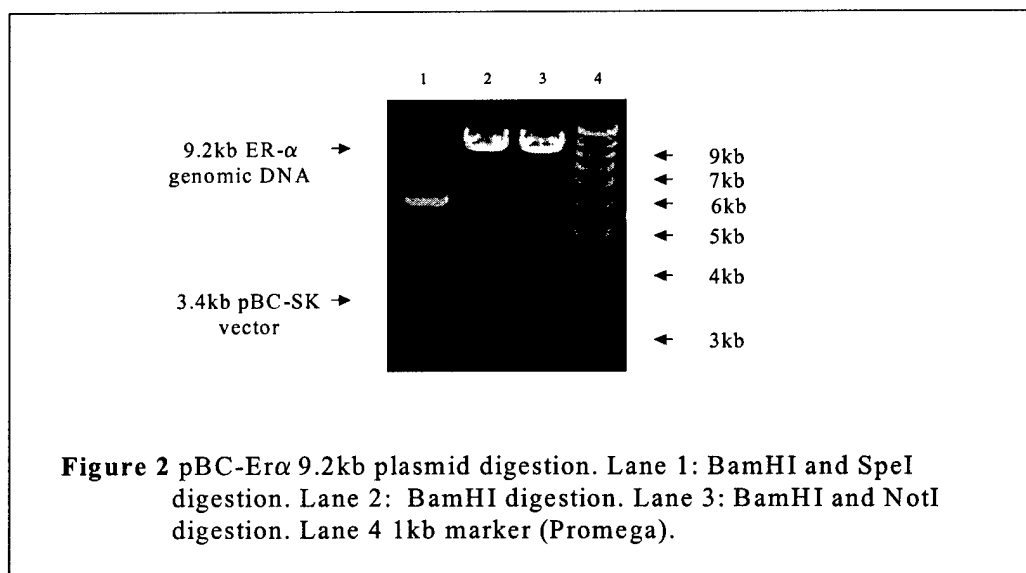 1 2 3 4
9.2kb ER-α →
genomic DNA
← 9kb
← 7kb
← 6kb
← 5kb
← 4kb
3.4kb pBC-SK →
vector
← 3kb
Figure 2 pBC-Erα 9.2kb plasmid digestion. Lane 1: BamHI and SpeI
digestion. Lane 2: BamHI digestion. Lane 3: BamHI and NotI
digestion. Lane 4 1kb marker (Promega).